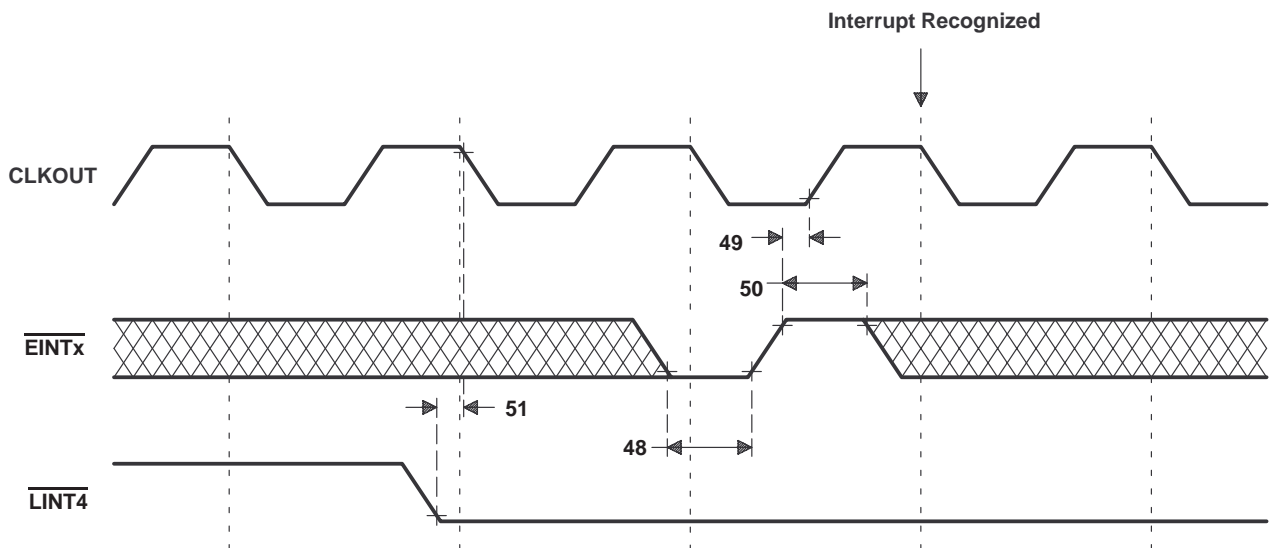 Interrupt Recognized
CLKOUT
49
50
EINTx
51
48
LINT4